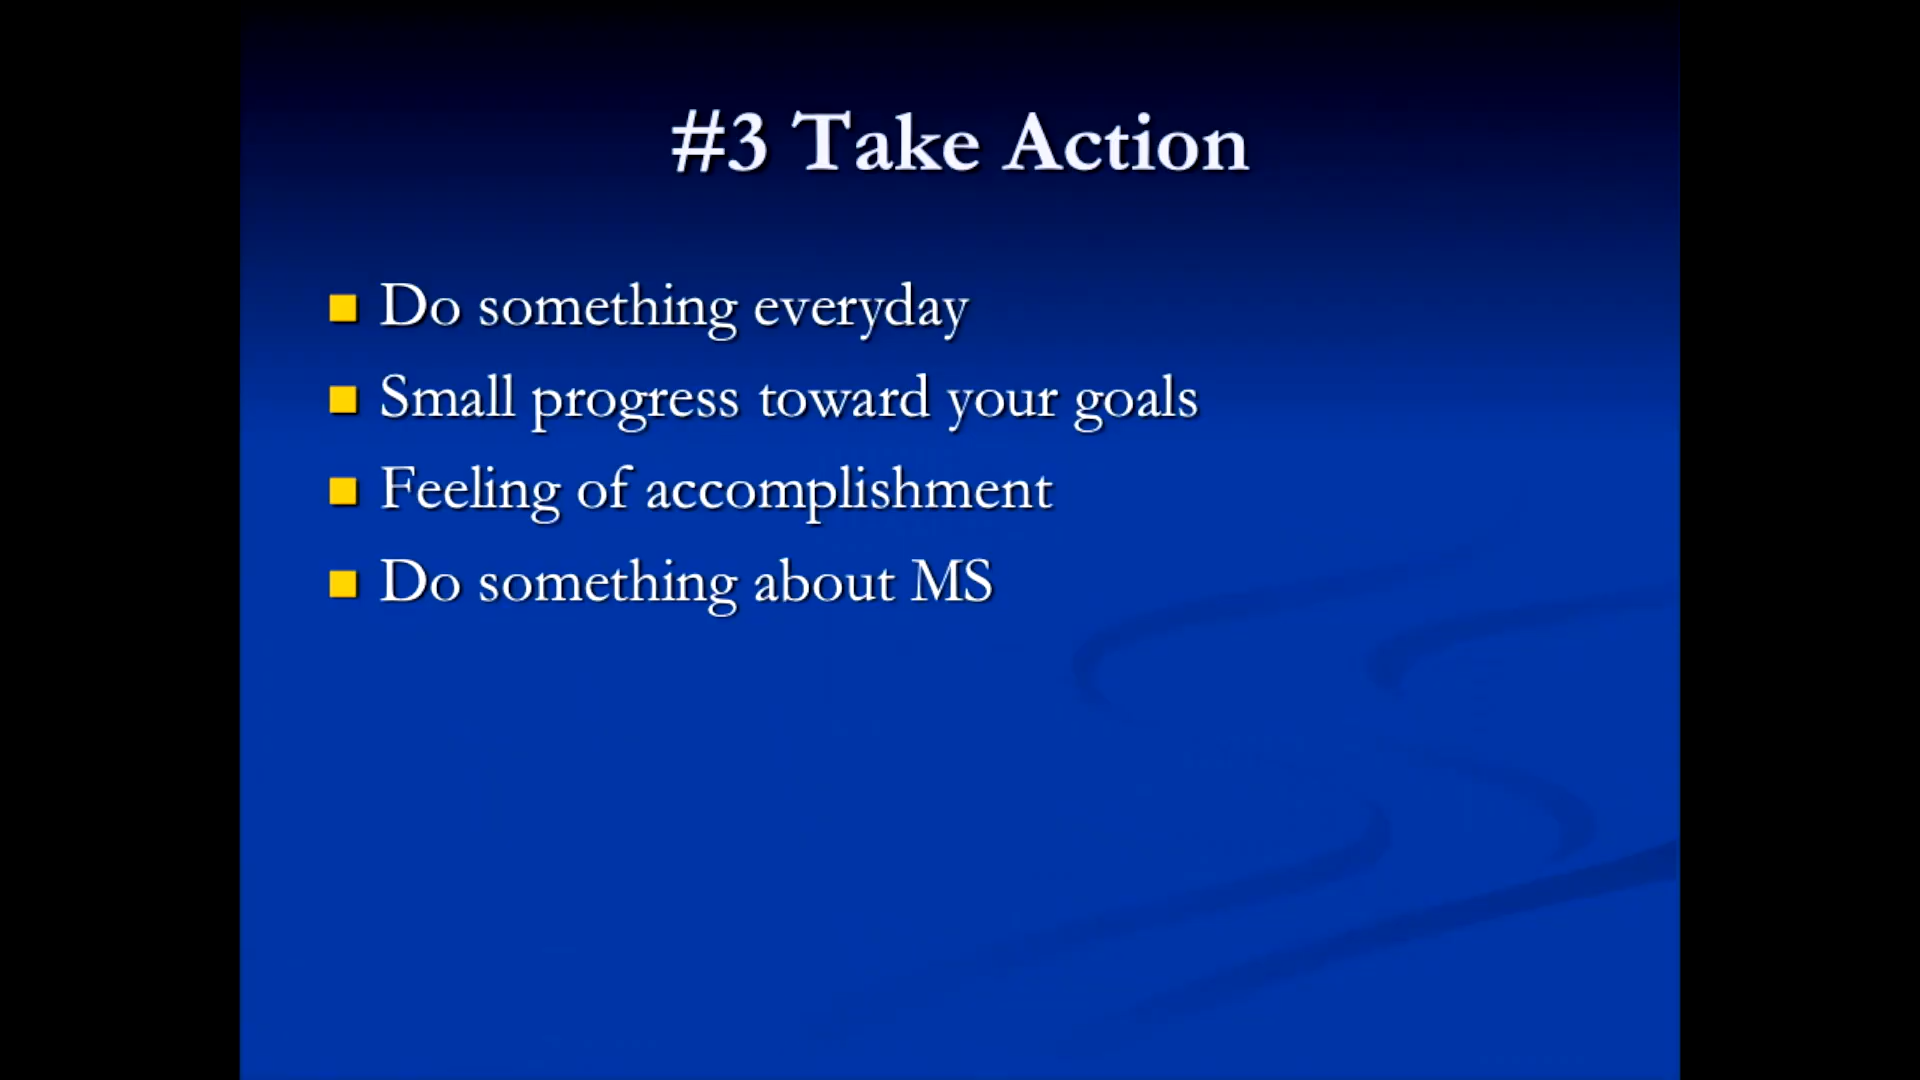 #3 Take Action
Do something everyday
Small progress toward your goals
Feeling of accomplishment
Do something about MS